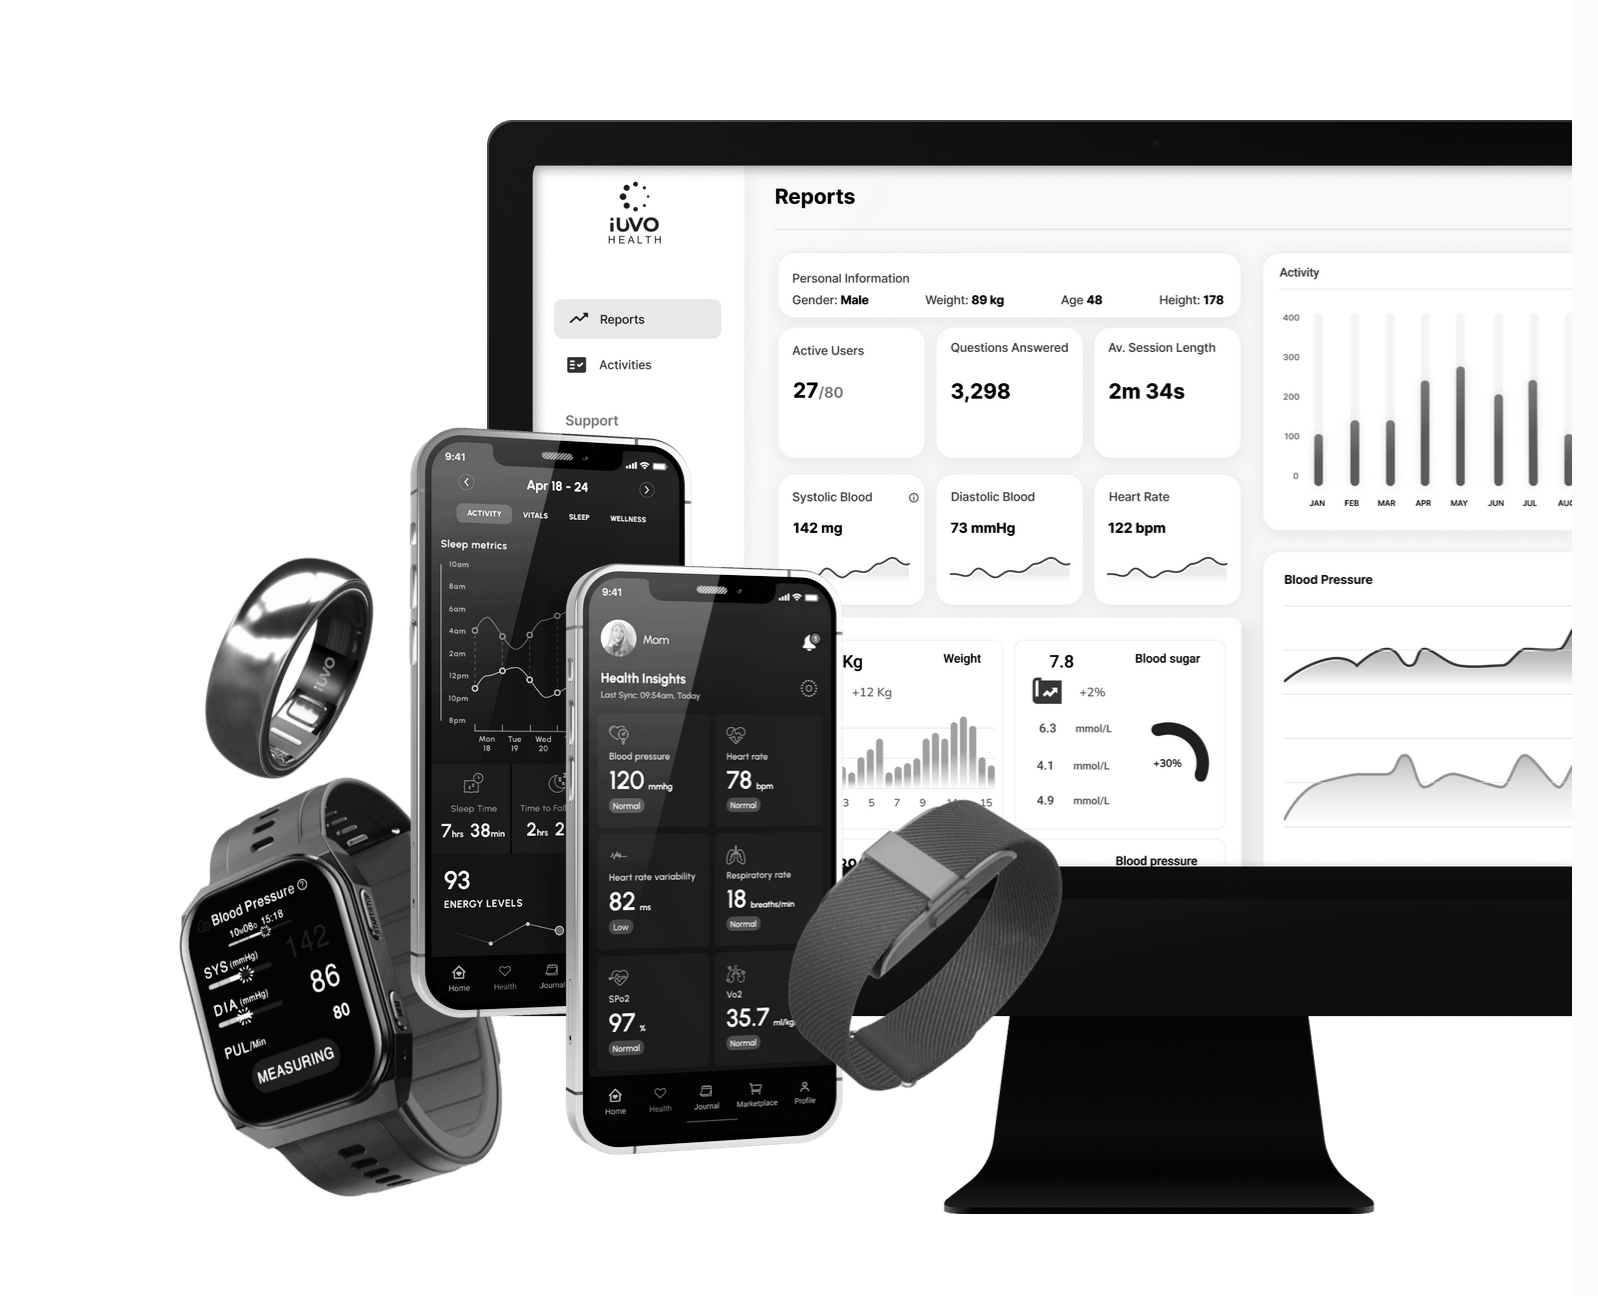 iUVO
HEALTH
Reports
Activities
Support
Reports
Personal Information
Gender: Male Weight: 89 kg Age 48 Height: 178
Active Users
27/80
Questions Answered
3,298
Av. Session Length
2m 34s
Systolic Blood
142 mg
Diastolic Blood
73 mmHg
Heart Rate
122 bpm
Activity
400
300
200
100
0
JAN FEB MAR APR MAY JUN JUL AUG
Blood Pressure
Kg Weight
+12 Kg
3 5 7 9 11 15
7.8 Blood sugar
+2%
6.3 mmol/L
4.1 mmol/L
4.9 mmol/L
+30%
Blood pressure
9:41
Apr 18 - 24
ACTIVITY VITALS SLEEP WELLNESS
Sleep metrics
10am
8am
6am
4am
2am
12pm
10pm
8pm
Mon Tue Wed
18 19 20
Sleep Time
7hrs 38min
Time to Fal
2hrs 2
93
ENERGY LEVELS
Home Health Journal
9:41
Mom
1
Health Insights
Last Sync: 09:54am, Today
Blood pressure
120 mmhg
Normal
Heart rate
78 bpm
Normal
Heart rate variability
82 ms
Low
Respiratory rate
18 breaths/min
Normal
SPo2
97 %
Normal
Vo2
35.7 ml/kg
Normal
Home Health Journal Marketplace Profile
iUVO
Blood Pressure
15:18
142
SYS (mmHg)
86
DIA (mmHg)
80
PUL/Min
MEASURING